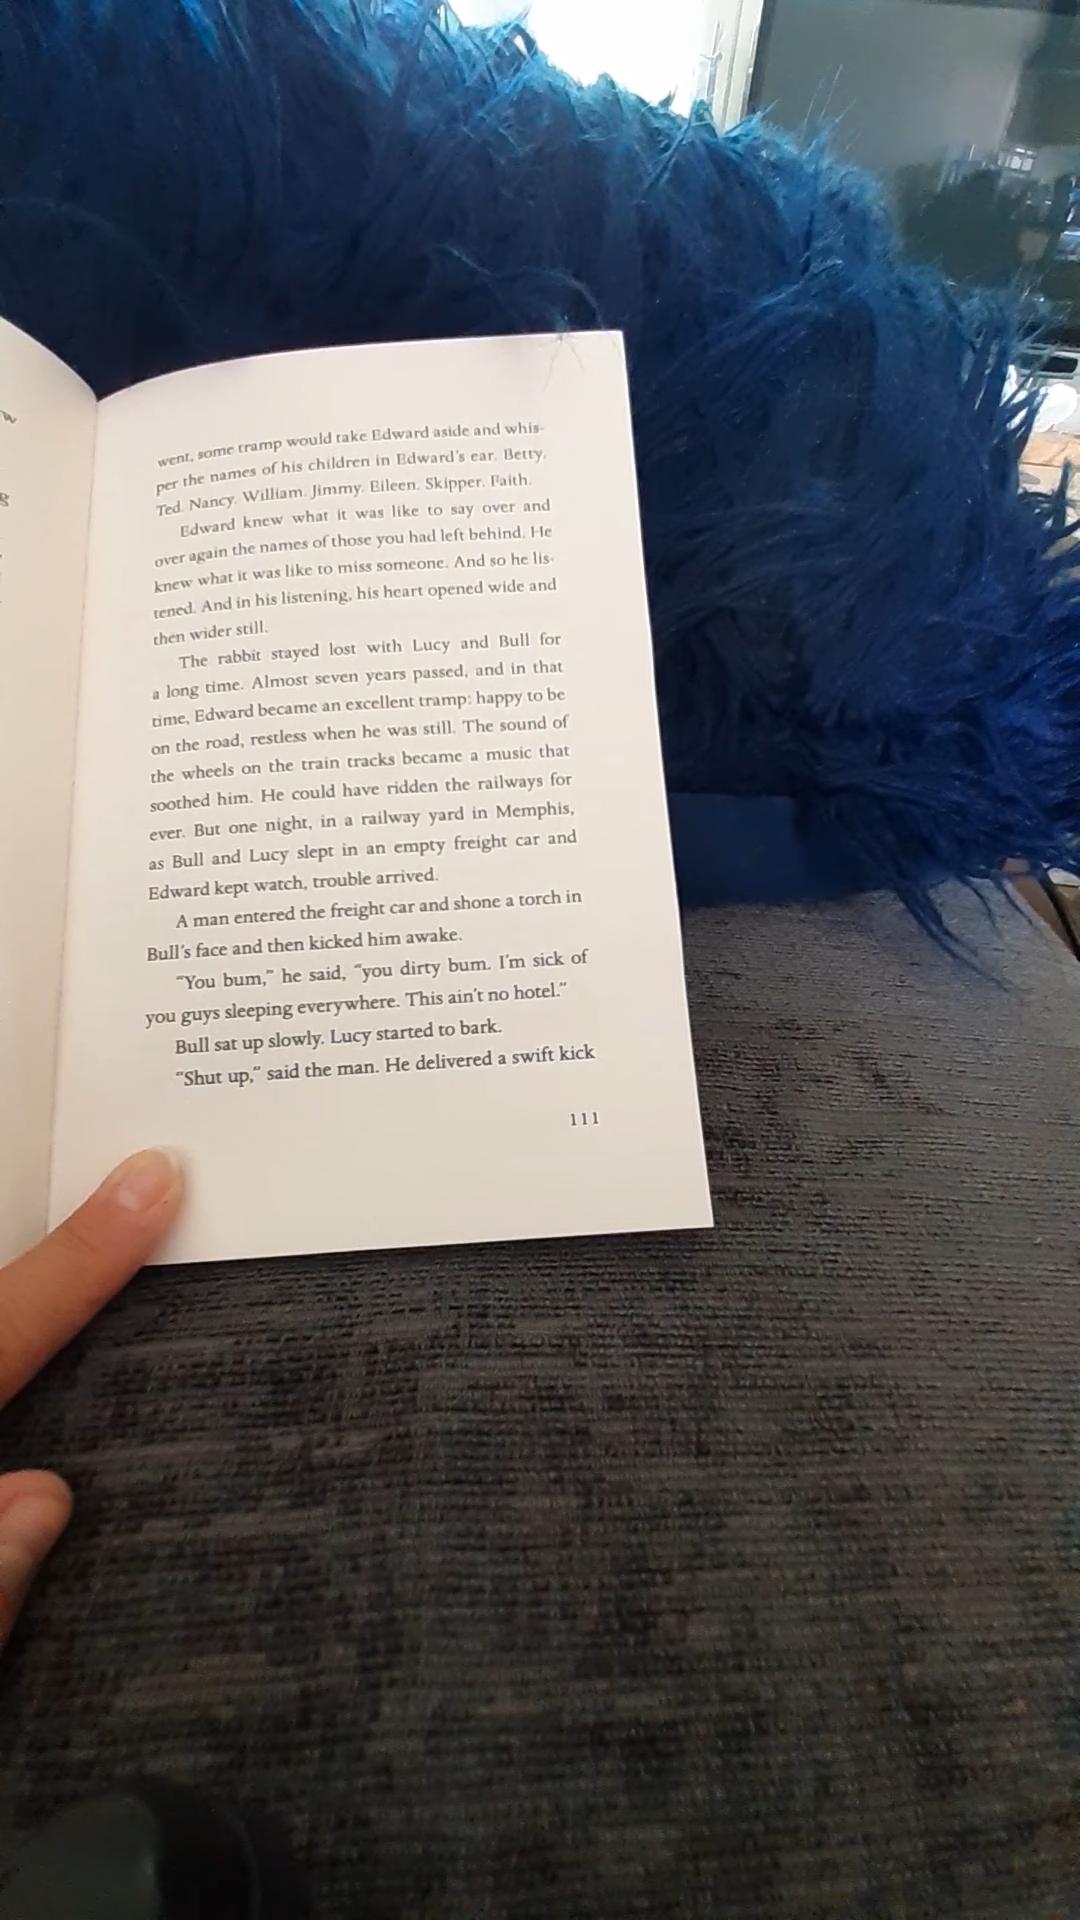 went, some tramp would take Edward aside and whis-
per the names of his children in Edward's ear. Betty.
Ted. Nancy. William. Jimmy. Eileen. Skipper. Faith.
Edward knew what it was like to say over and
over again the names of those you had left behind. He
knew what it was like to miss someone. And so he lis-
tened. And in his listening, his heart opened wide and
then wider still.
The rabbit stayed lost with Lucy and Bull for
a long time. Almost seven years passed, and in that
time, Edward became an excellent tramp: happy to be
on the road, restless when he was still. The sound of
the wheels on the train tracks became a music that
soothed him. He could have ridden the railways for
ever. But one night, in a railway yard in Memphis,
as Bull and Lucy slept in an empty freight car and
Edward kept watch, trouble arrived.
A man entered the freight car and shone a torch in
Bull's face and then kicked him awake.
“You bum,” he said, “you dirty bum. I'm sick of
you guys sleeping everywhere. This ain't no hotel.”
Bull sat up slowly. Lucy started to bark.
“Shut up,” said the man. He delivered a swift kick
111